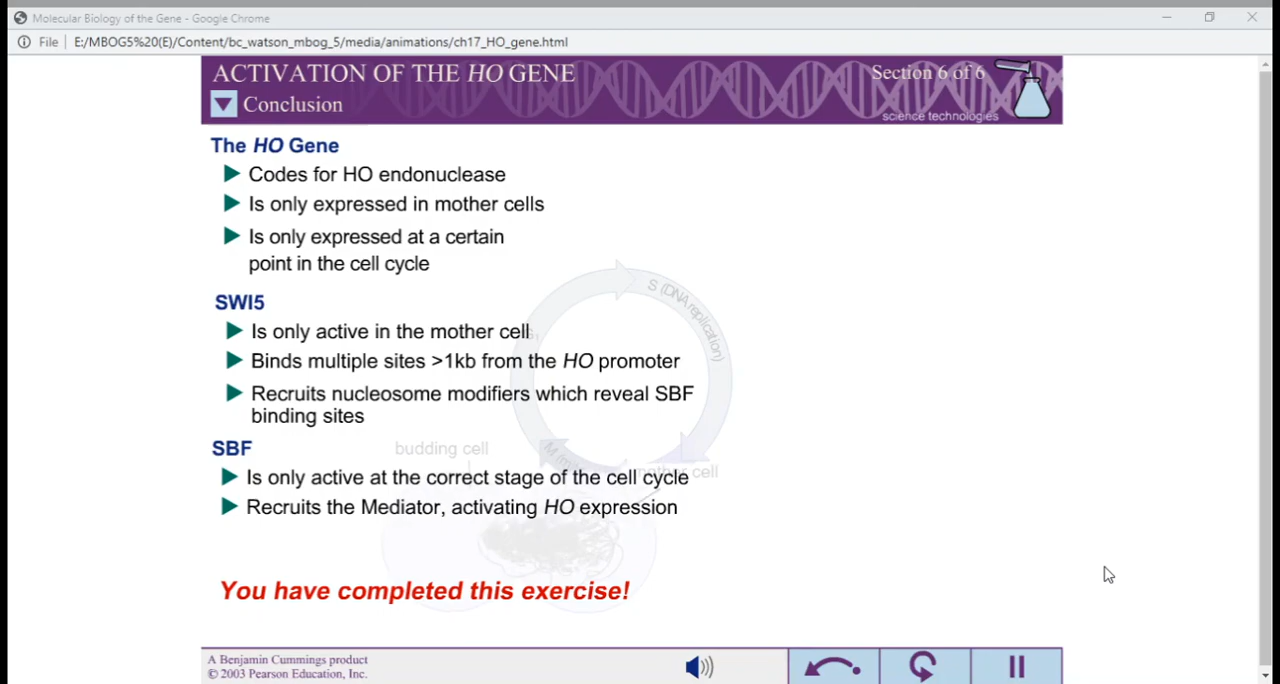 Molecular Biology of the Gene - Google Chrome
File | E:/MBOG5%20(E)/Content/bc_watson_mbog_5/media/animations/ch17_HO_gene.html
ACTIVATION OF THE HO GENE
Section 6 of 6
Conclusion
science technologies
The HO Gene
Codes for HO endonuclease
Is only expressed in mother cells
Is only expressed at a certain
point in the cell cycle
S (DNA replication)
SWI5
Is only active in the mother cell
Binds multiple sites >1kb from the HO promoter
Recruits nucleosome modifiers which reveal SBF
binding sites
SBF
budding cell
mother cell
Is only active at the correct stage of the cell cycle
Recruits the Mediator, activating HO expression
You have completed this exercise!
A Benjamin Cummings product
© 2003 Pearson Education, Inc.